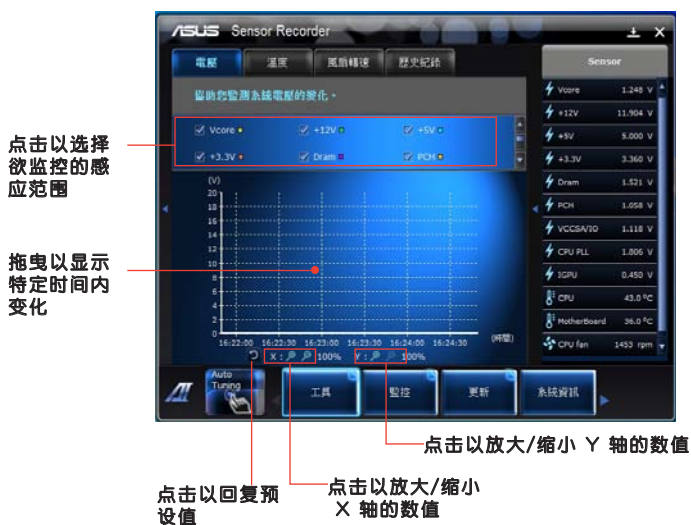 ASUS Sensor Recorder
電壓 溫度 風扇轉速 歷史紀錄
Sensor
協助您監測系統電壓的變化。
Vcore +12V +5V
+3.3V Dram PCH
Vcore 1.248 V
+12V 11.904 V
+5V 5.000 V
+3.3V 3.360 V
Dram 1.521 V
PCH 1.058 V
VCCSA/IO 1.118 V
CPU PLL 1.806 V
IGPU 0.450 V
CPU 43.0 ºC
MotherBoard 36.0 ºC
CPU fan 1453 rpm
点击以选择
欲监控的感
应范围
拖曳以显示
特定时间内
变化
(V)
20
18
16
14
12
10
8
6
4
2
0
16:22:00 16:22:30 16:23:00 16:23:30 16:24:00 16:24:30 (時間)
X : 100% Y : 100%
Auto
Tuning
工具 監控 更新 系統資訊
点击以放大/缩小 Y 轴的数值
点击以回复预
设值
点击以放大/缩小
X 轴的数值